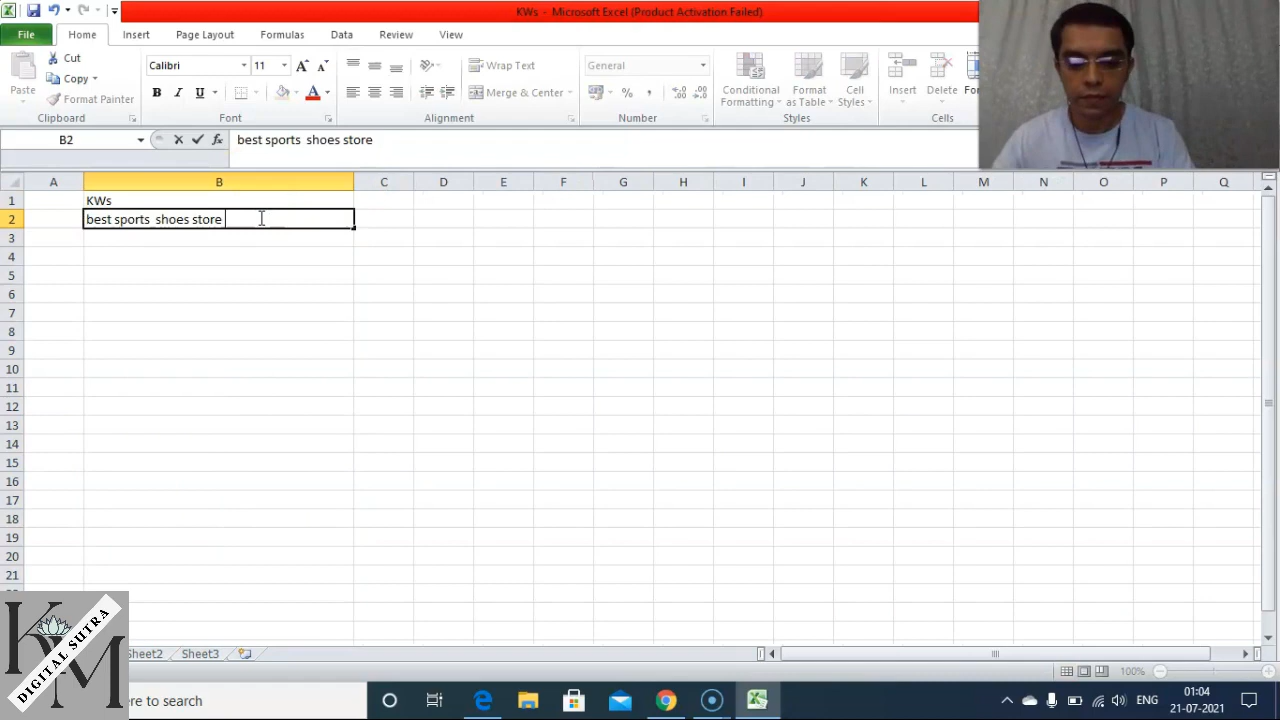 KWs - Microsoft Excel (Product Activation Failed)
File Home Insert Page Layout Formulas Data Review View
Cut
Copy
Format Painter
Paste
Clipboard
Calibri 11
Font
Wrap Text
Merge & Center
Alignment
General
Number
Conditional Formatting
Format as Table
Cell Styles
Styles
Insert
Delete
Cells
B2 fx best sports  shoes store
A B C D E F G H I J K L M N O P Q
1 KWs
2 best sports  shoes store
3
4
5
6
7
8
9
10
11
12
13
14
15
16
17
18
19
20
21
K M
DIGITAL SUTRA
Sheet2 Sheet3
100%
ere to search
ENG
01:04
21-07-2021